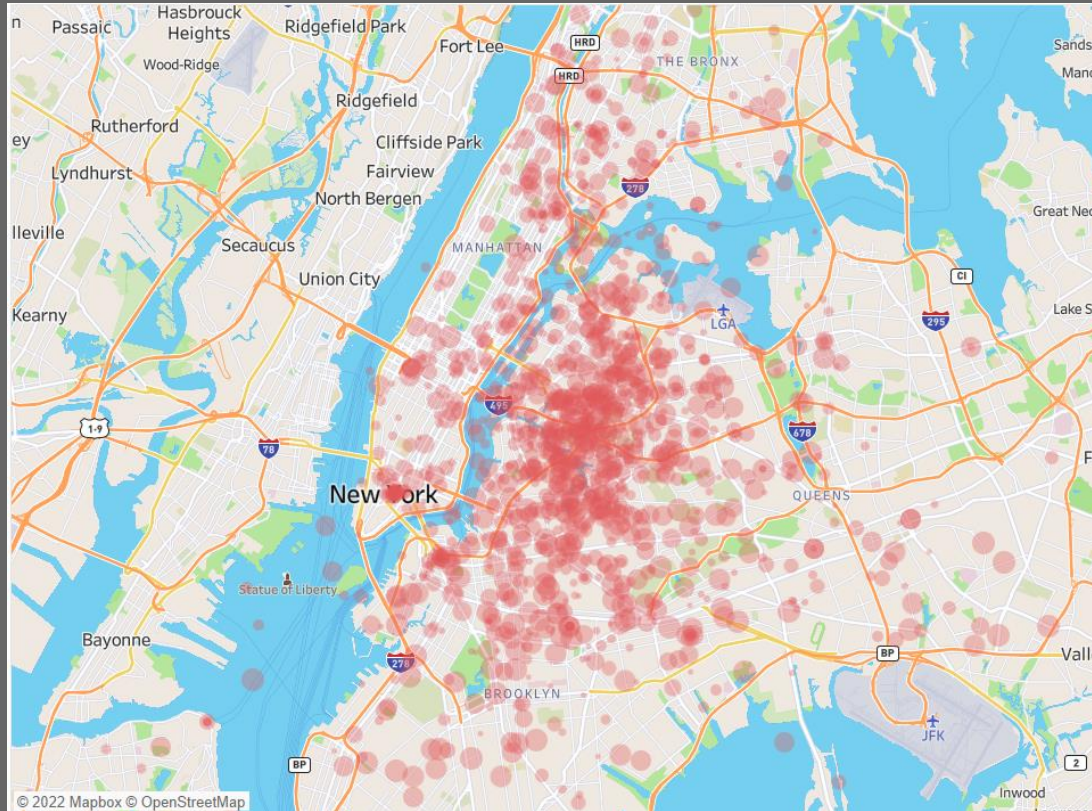 n
Passaic
Hasbrouck
Heights
Ridgefield Park
Fort Lee
HRD
THE BRONX
Sands
Wood-Ridge
HRD
Man
Ridgefield
ey
Rutherford
Cliffside Park
Lyndhurst
Fairview
278
North Bergen
lleville
Great Nec
Secaucus
MANHATTAN
Union City
CI
Kearny
LGA
295
Lake S
495
1-9
78
678
F
New York
QUEENS
Statue of Liberty
Bayonne
278
BP
Vall
BROOKLYN
JFK
BP
2
Inwood
© 2022 Mapbox © OpenStreetMap